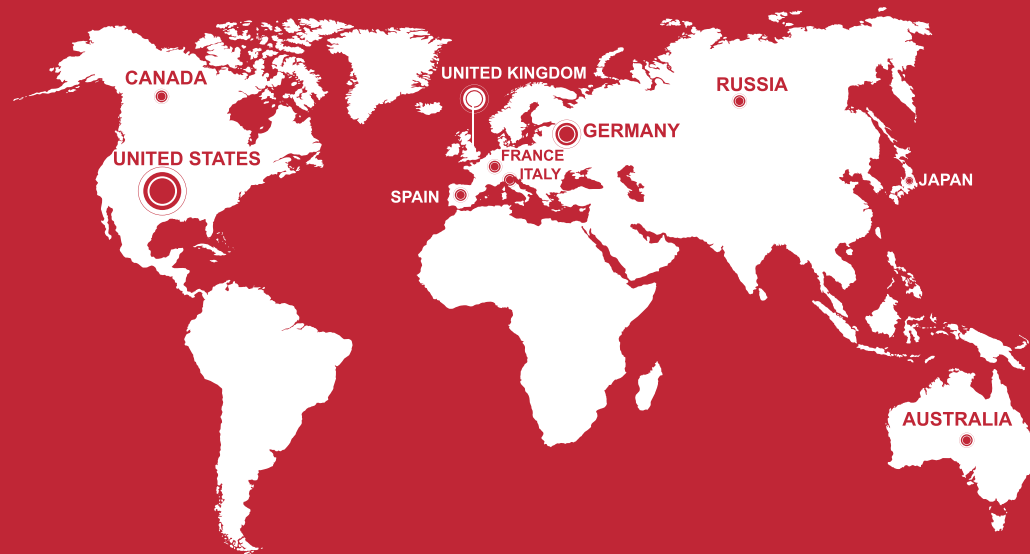 UNITED KINGDOM
CANADA
RUSSIA
GERMANY
UNITED STATES
FRANCE
ITALY
JAPAN
SPAIN
AUSTRALIA